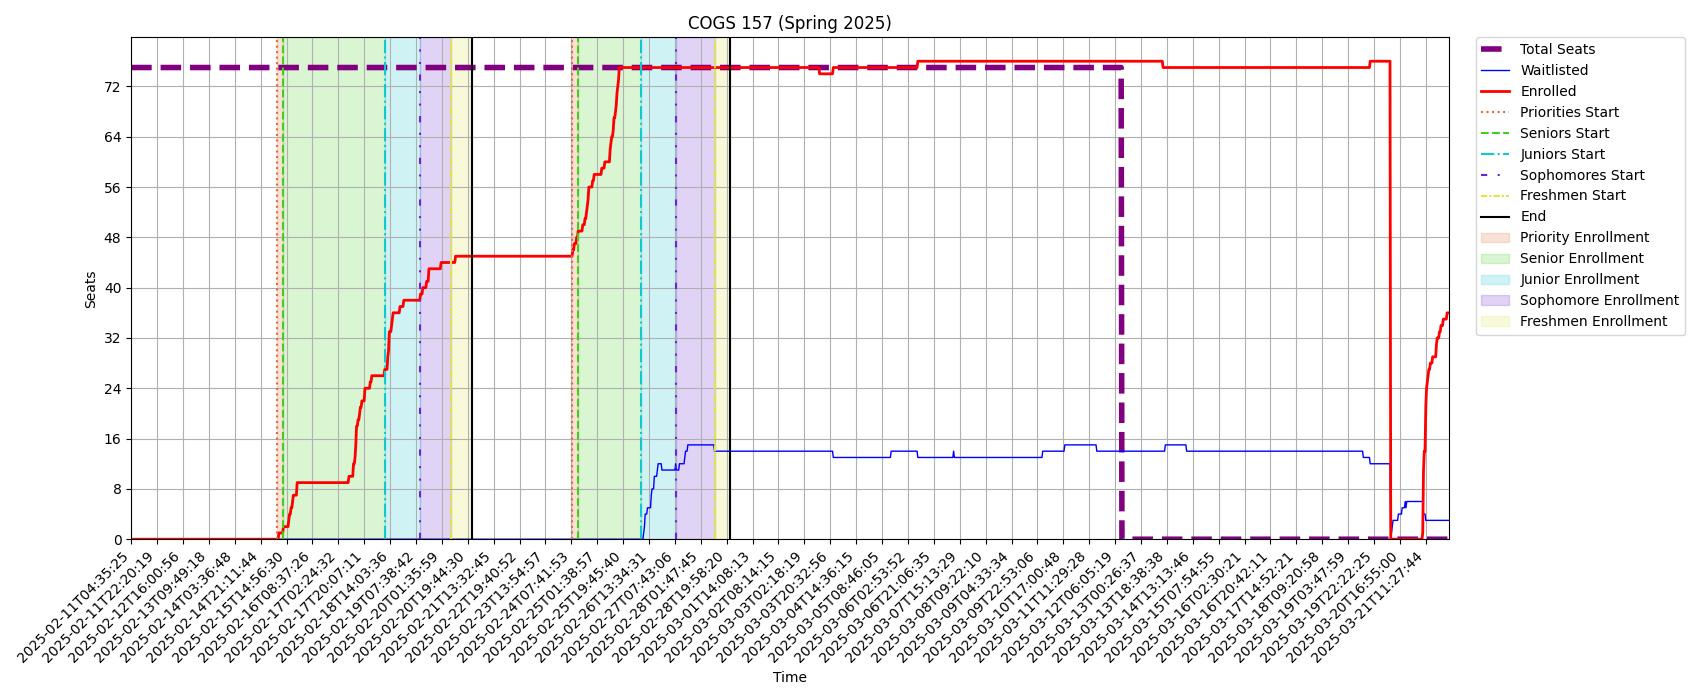 COGS 157 (Spring 2025)
Seats
72
64
56
48
40
32
24
16
8
0
2025-02-11T04:35:25
2025-02-11T22:20:19
2025-02-12T16:00:56
2025-02-13T09:49:18
2025-02-14T03:36:48
2025-02-14T21:11:44
2025-02-15T14:56:30
2025-02-16T08:37:26
2025-02-17T02:24:32
2025-02-17T20:07:11
2025-02-18T14:03:36
2025-02-19T07:38:42
2025-02-20T01:35:59
2025-02-20T19:44:30
2025-02-21T13:32:45
2025-02-22T19:40:52
2025-02-23T13:54:57
2025-02-24T07:41:53
2025-02-25T01:38:57
2025-02-25T19:45:40
2025-02-26T13:34:31
2025-02-27T07:43:06
2025-02-28T01:47:45
2025-02-28T19:58:20
2025-03-01T14:08:13
2025-03-02T08:14:15
2025-03-03T02:18:19
2025-03-03T20:32:56
2025-03-04T14:36:15
2025-03-05T08:46:05
2025-03-06T02:53:52
2025-03-06T21:06:35
2025-03-07T15:13:29
2025-03-08T09:22:10
2025-03-09T04:33:34
2025-03-09T22:53:06
2025-03-10T17:00:48
2025-03-11T11:29:28
2025-03-12T06:05:19
2025-03-13T00:26:37
2025-03-13T18:38:38
2025-03-14T13:13:46
2025-03-15T07:54:55
2025-03-16T02:30:21
2025-03-16T20:42:11
2025-03-17T14:52:21
2025-03-18T09:20:58
2025-03-19T03:47:59
2025-03-19T22:22:25
2025-03-20T16:55:00
2025-03-21T11:27:44
Time
Total Seats
Waitlisted
Enrolled
Priorities Start
Seniors Start
Juniors Start
Sophomores Start
Freshmen Start
End
Priority Enrollment
Senior Enrollment
Junior Enrollment
Sophomore Enrollment
Freshmen Enrollment